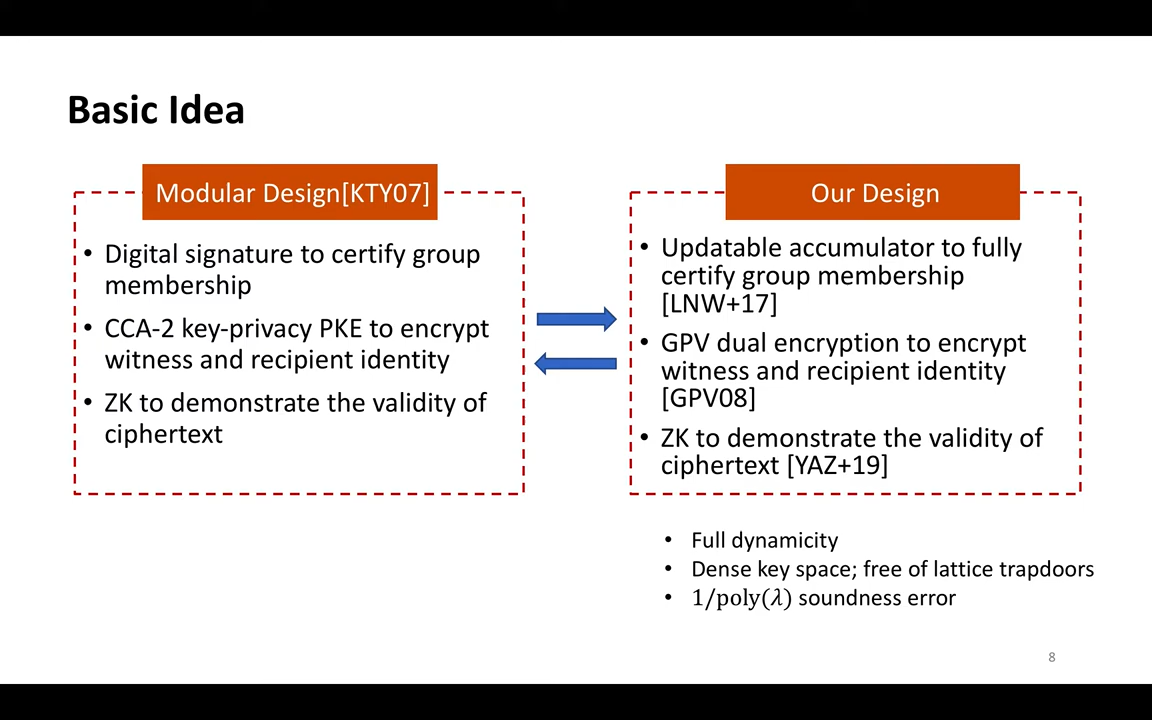 Basic Idea
Modular Design[KTY07]
• Digital signature to certify group
membership
• CCA-2 key-privacy PKE to encrypt
witness and recipient identity
• ZK to demonstrate the validity of
ciphertext
Our Design
• Updatable accumulator to fully
certify group membership
[LNW+17]
• GPV dual encryption to encrypt
witness and recipient identity
[GPV08]
• ZK to demonstrate the validity of
ciphertext [YAZ+19]
• Full dynamicity
• Dense key space; free of lattice trapdoors
• 1/poly(𝜆) soundness error
8